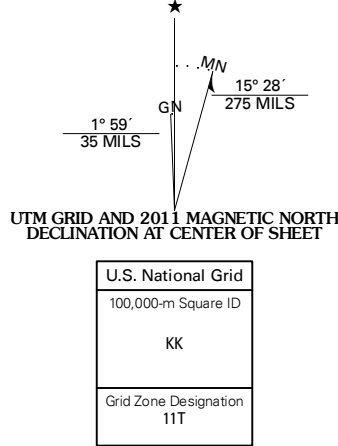 MN
15° 28´
275 MILS
GN
1° 59´
35 MILS
UTM GRID AND 2011 MAGNETIC NORTH
DECLINATION AT CENTER OF SHEET
U.S. National Grid
100,000-m Square ID
KK
Grid Zone Designation
11T